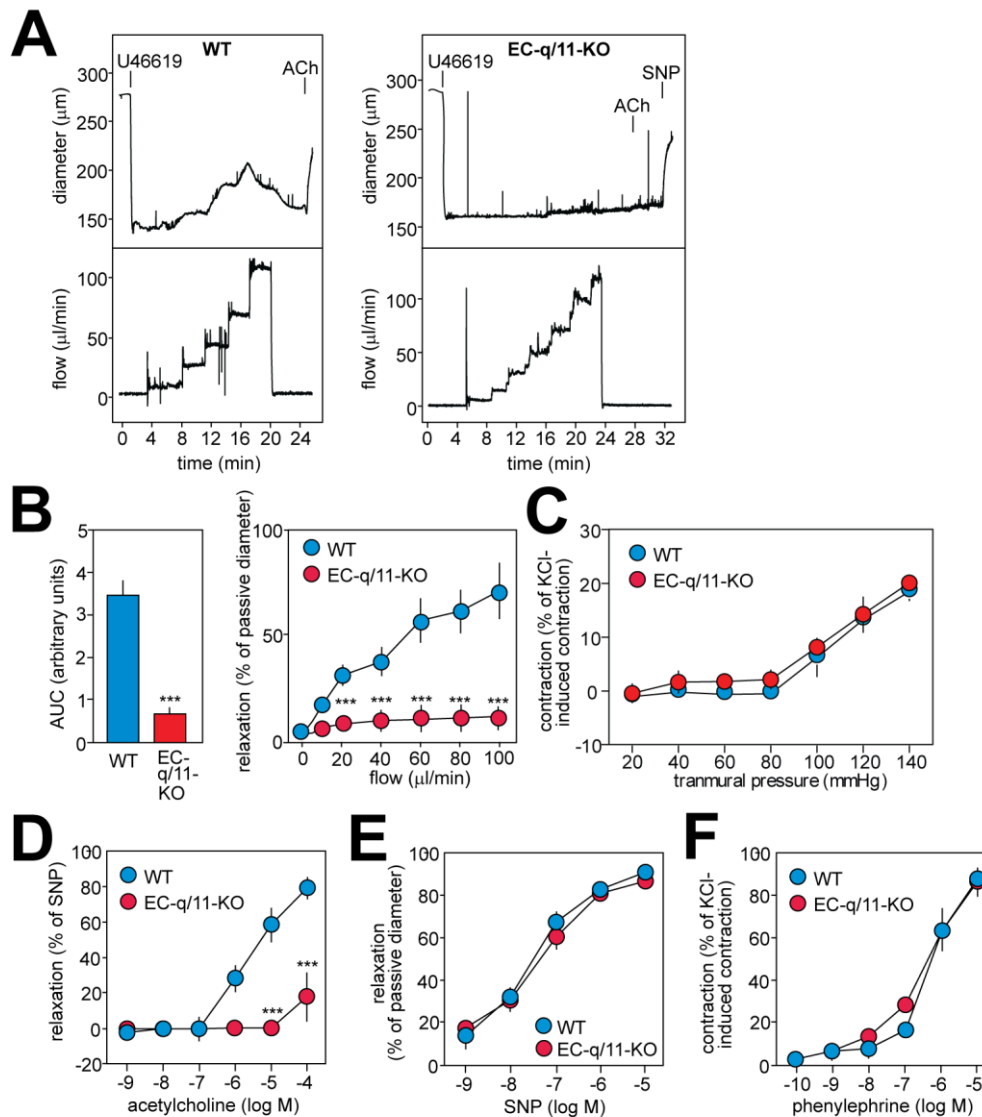 A
WT
U46619
ACh
300
250
200
150
diameter (μm)
100
50
0
flow (μl/min)
0 4 8 12 16 20 24
time (min)
EC-q/11-KO
U46619
SNP
ACh
300
250
200
150
diameter (μm)
100
50
0
flow (μl/min)
0 4 8 12 16 20 24 28 32
time (min)
B
5
4
3
2
1
0
AUC (arbitrary units)
***
WT
EC-
q/11-
KO
100
50
0
relaxation (% of passive diameter)
WT
EC-q/11-KO
*** *** *** *** ***
0 20 40 60 80 100
flow (μl/min)
C
30
20
10
0
-10
contraction (% of KCl-
induced contraction)
WT
EC-q/11-KO
20 40 60 80 100 120 140
tranmural pressure (mmHg)
D
100
80
60
40
20
0
-20
relaxation (% of SNP)
WT
EC-q/11-KO
***
***
-9 -8 -7 -6 -5 -4
acetylcholine (log M)
E
100
80
60
40
20
0
relaxation
(% of passive diameter)
WT
EC-q/11-KO
-9 -8 -7 -6 -5
SNP (log M)
F
100
80
60
40
20
0
contraction (% of KCl-
induced contraction)
WT
EC-q/11-KO
-10 -9 -8 -7 -6 -5
phenylephrine (log M)